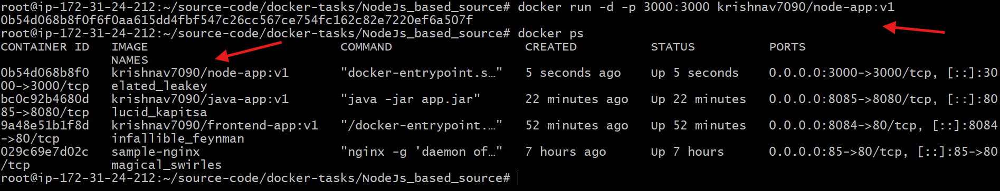 root@ip-172-31-24-212:~/source-code/docker-tasks/NodeJs_based_source# docker run -d -p 3000:3000 krishnav7090/node-app:v1
0b54d068b8f0f6f0aa615dd4fbf547c26cc567ce754fc162c82e7220ef6a507f
root@ip-172-31-24-212:~/source-code/docker-tasks/NodeJs_based_source# docker ps
CONTAINER ID   IMAGE                          COMMAND                  CREATED          STATUS          PORTS
               NAMES
0b54d068b8f0   krishnav7090/node-app:v1       "docker-entrypoint.s…"   5 seconds ago    Up 5 seconds    0.0.0.0:3000->3000/tcp, [::]:30
00->3000/tcp   elated_leakey
bc0c92b4680d   krishnav7090/java-app:v1       "java -jar app.jar"      22 minutes ago   Up 22 minutes   0.0.0.0:8085->8080/tcp, [::]:80
85->8080/tcp   lucid_kapitsa
9a48e51b1f8d   krishnav7090/frontend-app:v1   "/docker-entrypoint.…"   52 minutes ago   Up 52 minutes   0.0.0.0:8084->80/tcp, [::]:8084
->80/tcp       infallible_feynman
029c69e7d02c   sample-nginx                   "nginx -g 'daemon of…"   7 hours ago      Up 7 hours      0.0.0.0:85->80/tcp, [::]:85->80
/tcp           magical_swirles
root@ip-172-31-24-212:~/source-code/docker-tasks/NodeJs_based_source#